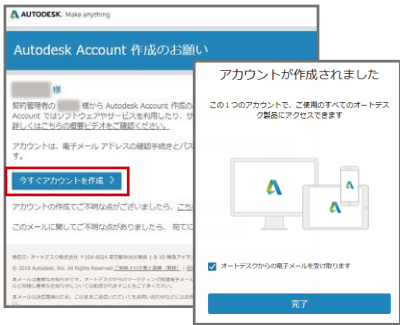 AUTODESK. Make anything
Autodesk Account 作成のお願い
様
契約管理者の 様から Autodesk Account 作成の
Account ではソフトウェアやサービスを利用したり、サ
詳しくはこちらの概要ビデオをご確認ください。
アカウントは、電子メール アドレスの確認手続きとパス
す。
今すぐアカウントを作成 >
アカウントの作成でご不明な点がございましたら、こち
このメールに関してご不明な点がありましたら、宛てに
© 2016 Autodesk, Inc. All Rights Reserved.
アカウントが作成されました
この 1 つのアカウントで、ご使用のすべてのオートデス
ク製品にアクセスできます
オートデスクからの電子メールを受け取ります
完了